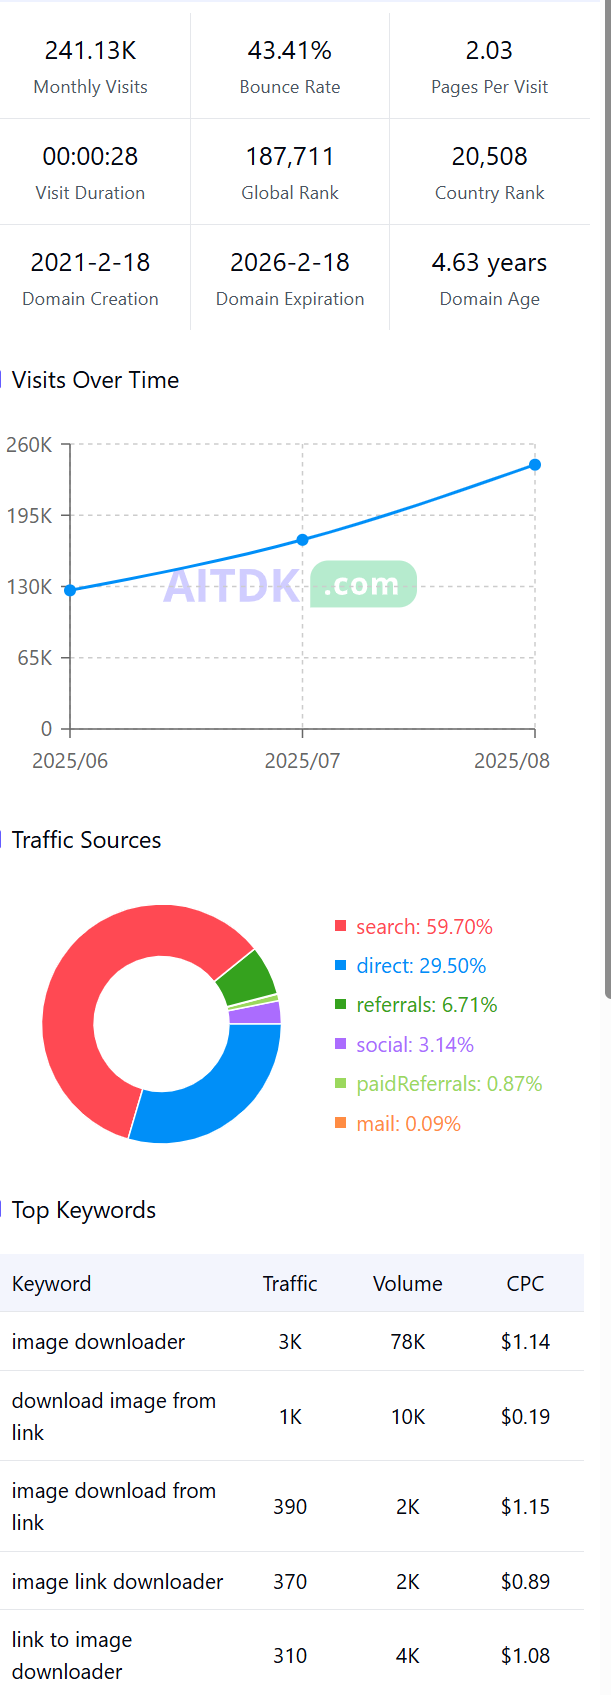 241.13K
43.41%
2.03
Monthly Visits
Bounce Rate
Pages Per Visit
00:00:28
187,711
20,508
Visit Duration
Global Rank
Country Rank
2021-2-18
2026-2-18
4.63 years
Domain Creation
Domain Expiration
Domain Age
Visits Over Time
260K
195K
130K
65K
0
AITDK .com
2025/06
2025/07
2025/08
Traffic Sources
search: 59.70%
direct: 29.50%
referrals: 6.71%
social: 3.14%
paidReferrals: 0.87%
mail: 0.09%
Top Keywords
Keyword Traffic Volume CPC
image downloader 3K 78K $1.14
download image from
link
1K 10K $0.19
image download from
link
390 2K $1.15
image link downloader 370 2K $0.89
link to image
downloader
310 4K $1.08